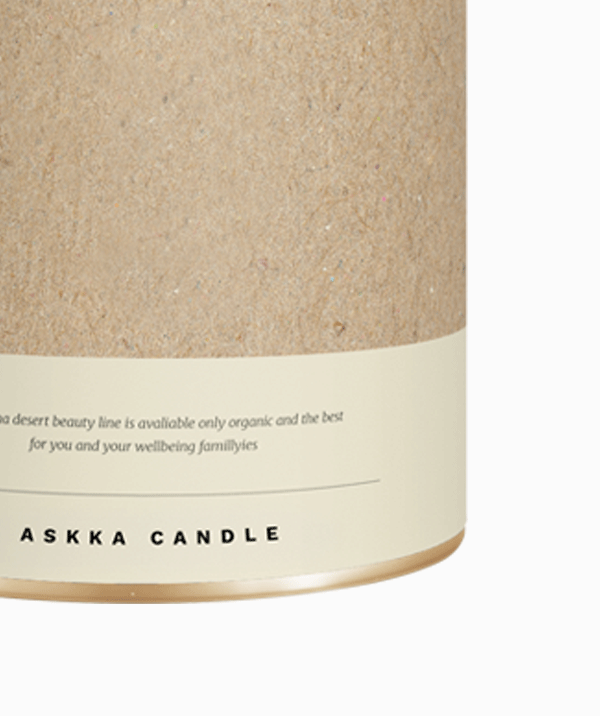 desert beauty line is avaliable only organic and the best
for you and your wellbeing famillyies
ASKKA CANDLE